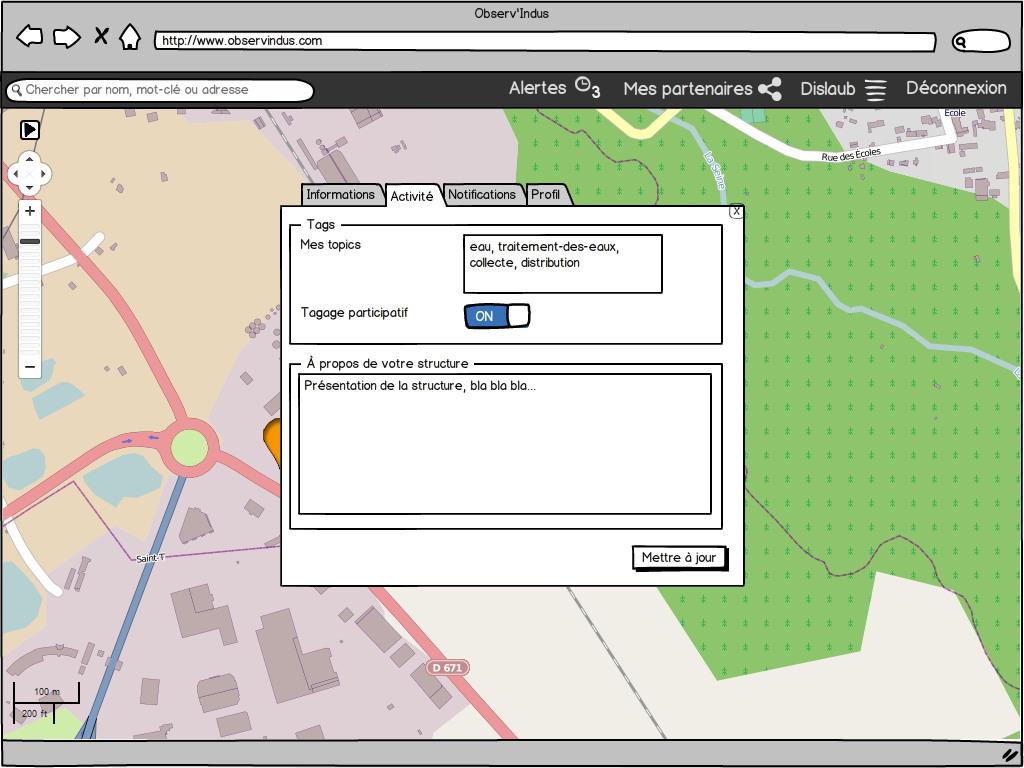 Observ'Indus
http://www.observindus.com
Chercher par nom, mot-clé ou adresse
Alertes 3 Mes partenaires Dislaub Déconnexion
École
Rue des Écoles
La Seine
Informations Activité Notifications Profil
X
Tags
Mes topics
eau, traitement-des-eaux,
collecte, distribution
Tagage participatif
ON
À propos de votre structure
Présentation de la structure, bla bla bla...
Mettre à jour
Saint-T
D 671
100 m
200 ft